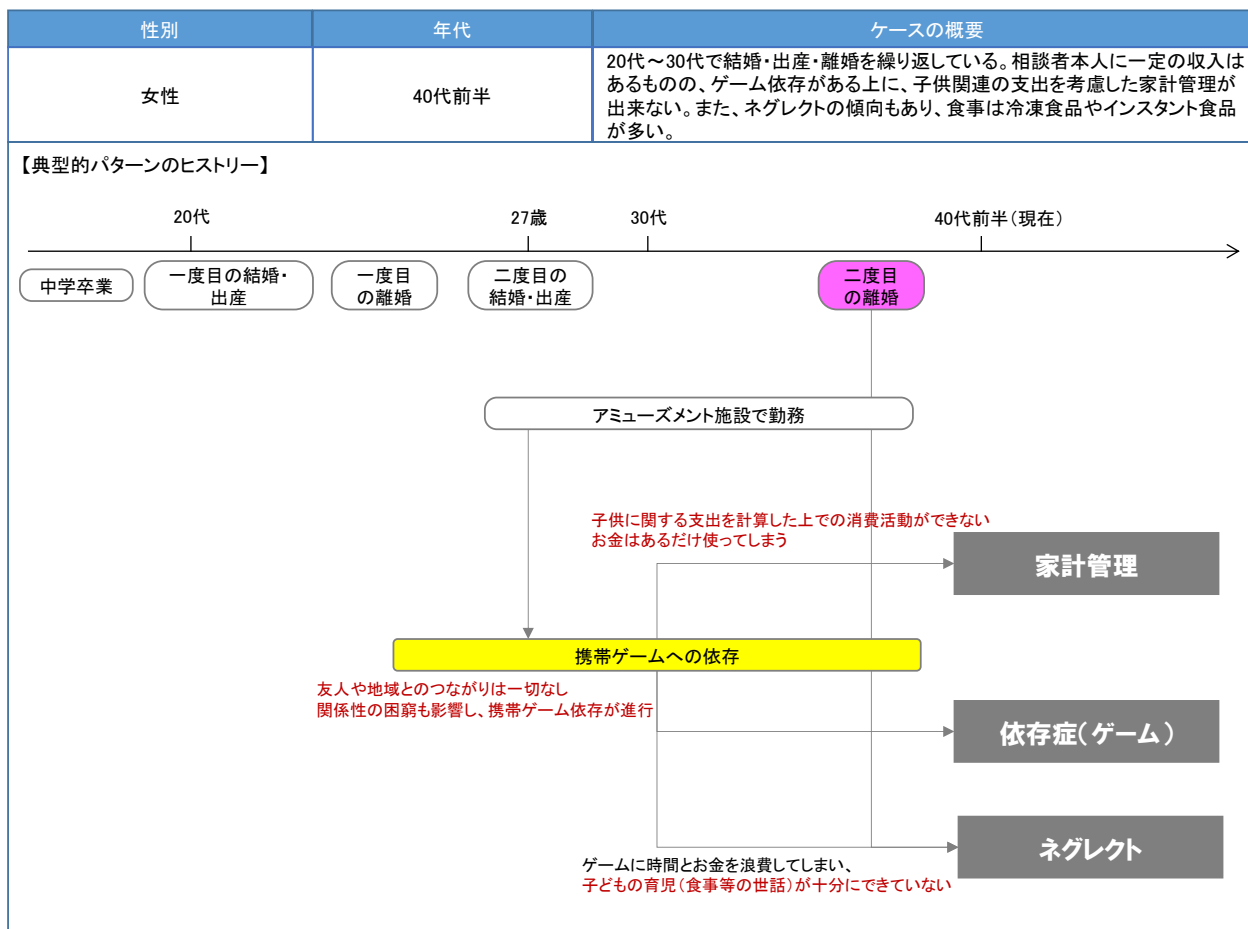 性別
年代
ケースの概要
女性
40代前半
20代～30代で結婚・出産・離婚を繰り返している。相談者本人に一定の収入は
あるものの、ゲーム依存がある上に、子供関連の支出を考慮した家計管理が
出来ない。また、ネグレクトの傾向もあり、食事は冷凍食品やインスタント食品
が多い。
【典型的パターンのヒストリー】
20代
27歳
30代
40代前半（現在）
中学卒業
一度目の結婚・
出産
一度目
の離婚
二度目の
結婚・出産
二度目
の離婚
アミューズメント施設で勤務
子供に関する支出を計算した上での消費活動ができない
お金はあるだけ使ってしまう
家計管理
携帯ゲームへの依存
友人や地域とのつながりは一切なし
関係性の困窮も影響し、携帯ゲーム依存が進行
依存症（ゲーム）
ネグレクト
ゲームに時間とお金を浪費してしまい、
子どもの育児（食事等の世話）が十分にできていない